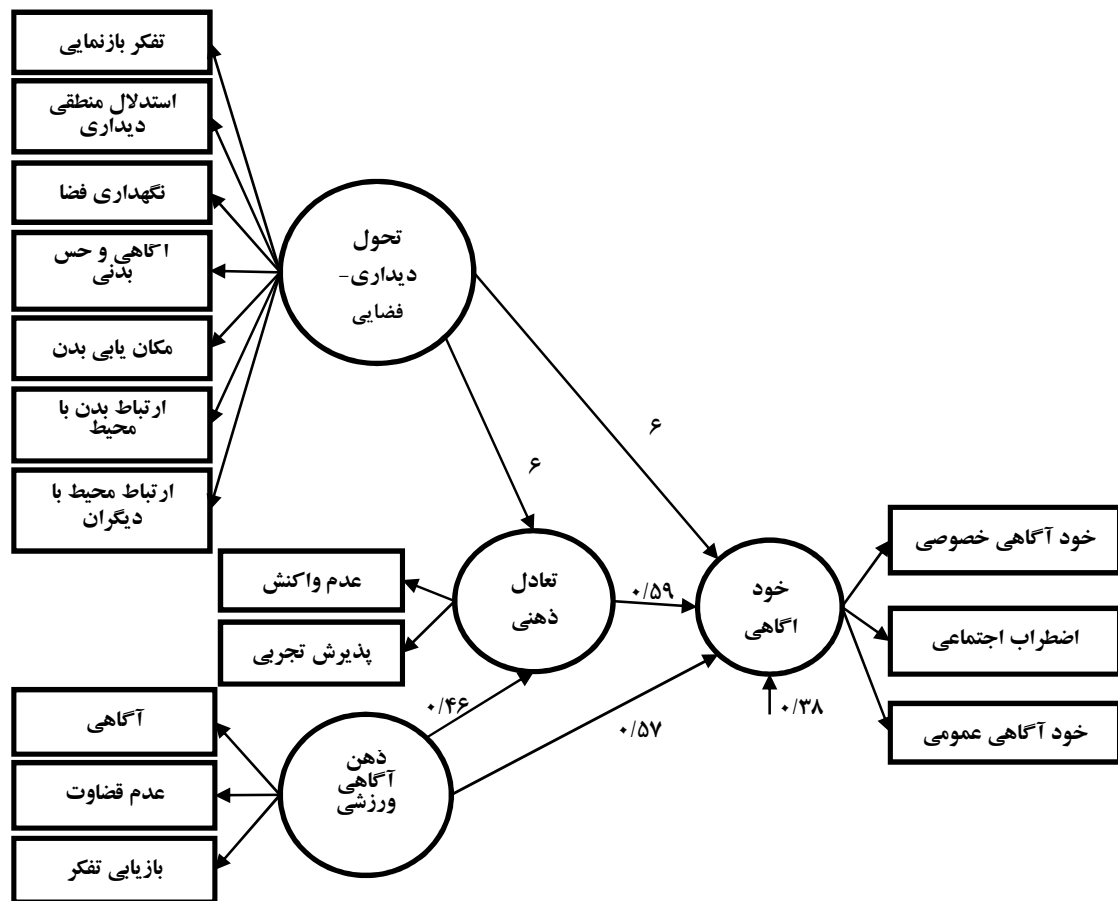 تفکر بازنمایی
استدلال منطقی
دیداری
نگهداری فضا
آگاهی و حس
بدنی
مکان یابی بدن
ارتباط بدن با
محیط
ارتباط محیط با
دیگران
تحول
دیداری-
فضایی
۶
۶
عدم واکنش
پذیرش تجربی
تعادل
ذهنی
۰/۵۹
خود
اگاهی
خود آگاهی خصوصی
اضطراب اجتماعی
خود آگاهی عمومی
۰/۴۶
۰/۵۷
۰/۳۸
آگاهی
عدم قضاوت
بازیابی تفکر
ذهن
آگاهی
ورزشی